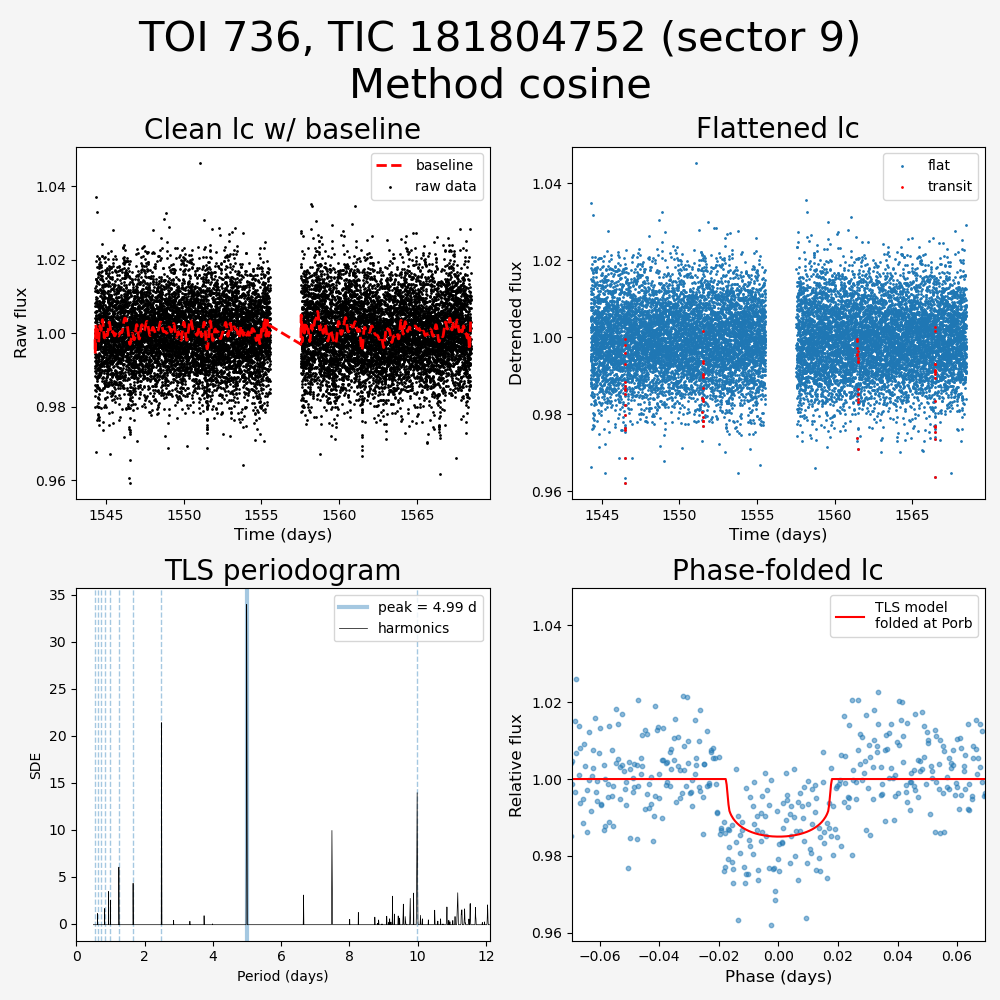 TOI 736, TIC 181804752 (sector 9)
Method cosine
Clean lc w/ baseline
Flattened lc
baseline
raw data
flat
transit
Raw flux
1.04
1.02
1.00
0.98
0.96
1545
1550
1555
1560
1565
Time (days)
Detrended flux
1.04
1.02
1.00
0.98
0.96
1545
1550
1555
1560
1565
Time (days)
TLS periodogram
Phase-folded lc
peak = 4.99 d
harmonics
TLS model
folded at Porb
SDE
35
30
25
20
15
10
5
0
0
2
4
6
8
10
12
Period (days)
Relative flux
1.04
1.02
1.00
0.98
0.96
−0.06
−0.04
−0.02
0.00
0.02
0.04
0.06
Phase (days)